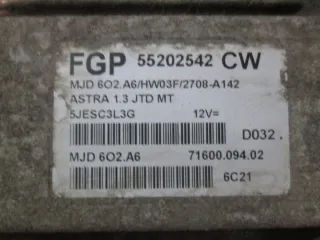 FGP 55202542 CW
MJD 6O2.A6/HW03F/2708-A142
ASTRA 1.3 JTD MT
5JESC3L3G 12V=
D032.
MJD 6O2.A6 71600.094.02
6C21